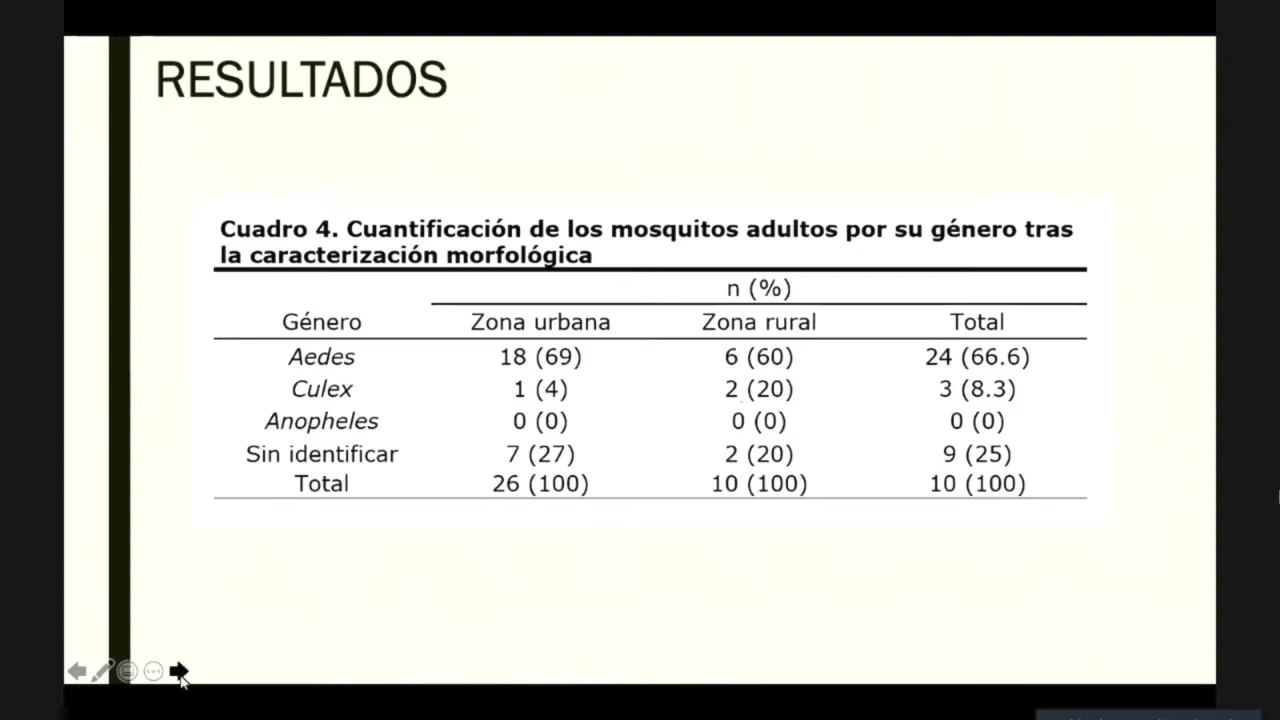 RESULTADOS
Cuadro 4. Cuantificación de los mosquitos adultos por su género tras
la caracterización morfológica
n (%)
Género Zona urbana Zona rural Total
Aedes 18 (69) 6 (60) 24 (66.6)
Culex 1 (4) 2 (20) 3 (8.3)
Anopheles 0 (0) 0 (0) 0 (0)
Sin identificar 7 (27) 2 (20) 9 (25)
Total 26 (100) 10 (100) 10 (100)